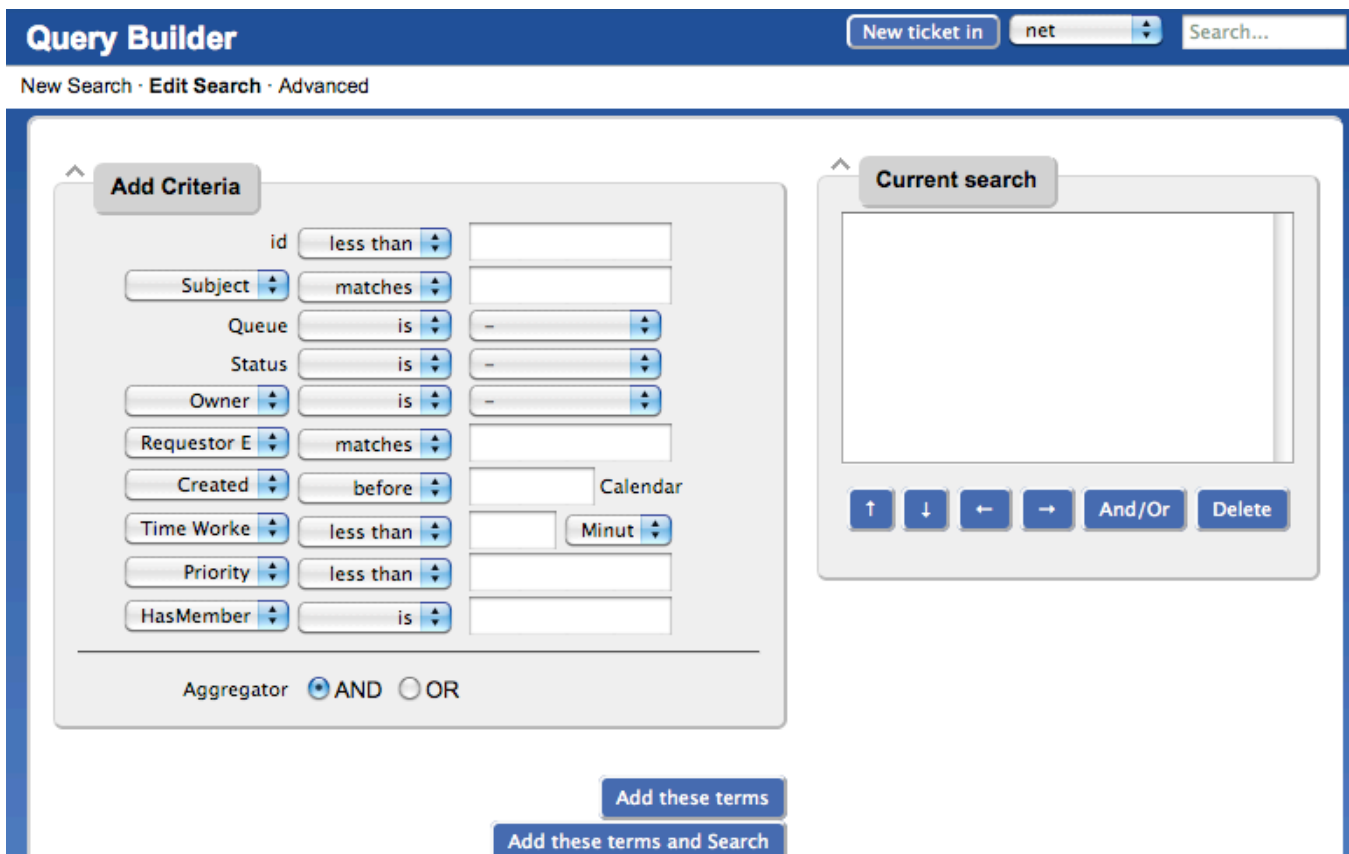 Query Builder
New ticket in net Search...
New Search · Edit Search · Advanced
Add Criteria
id less than
Subject matches
Queue is -
Status is -
Owner is -
Requestor E matches
Created before Calendar
Time Worke less than Minut
Priority less than
HasMember is
Aggregator AND OR
Add these terms
Add these terms and Search
Current search
↑ ↓ ← → And/Or Delete